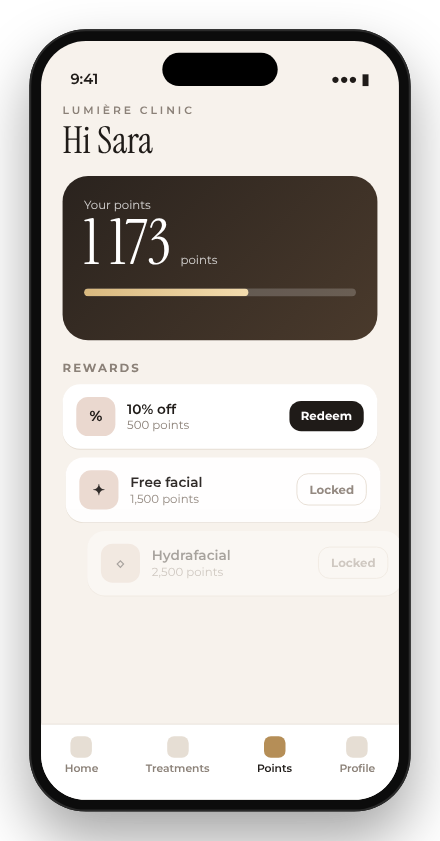 9:41
LUMIÈRE CLINIC
Hi Sara
Your points
1 173 points
REWARDS
%
10% off
500 points
Redeem
Free facial
1,500 points
Locked
Hydrafacial
2,500 points
Locked
Home
Treatments
Points
Profile